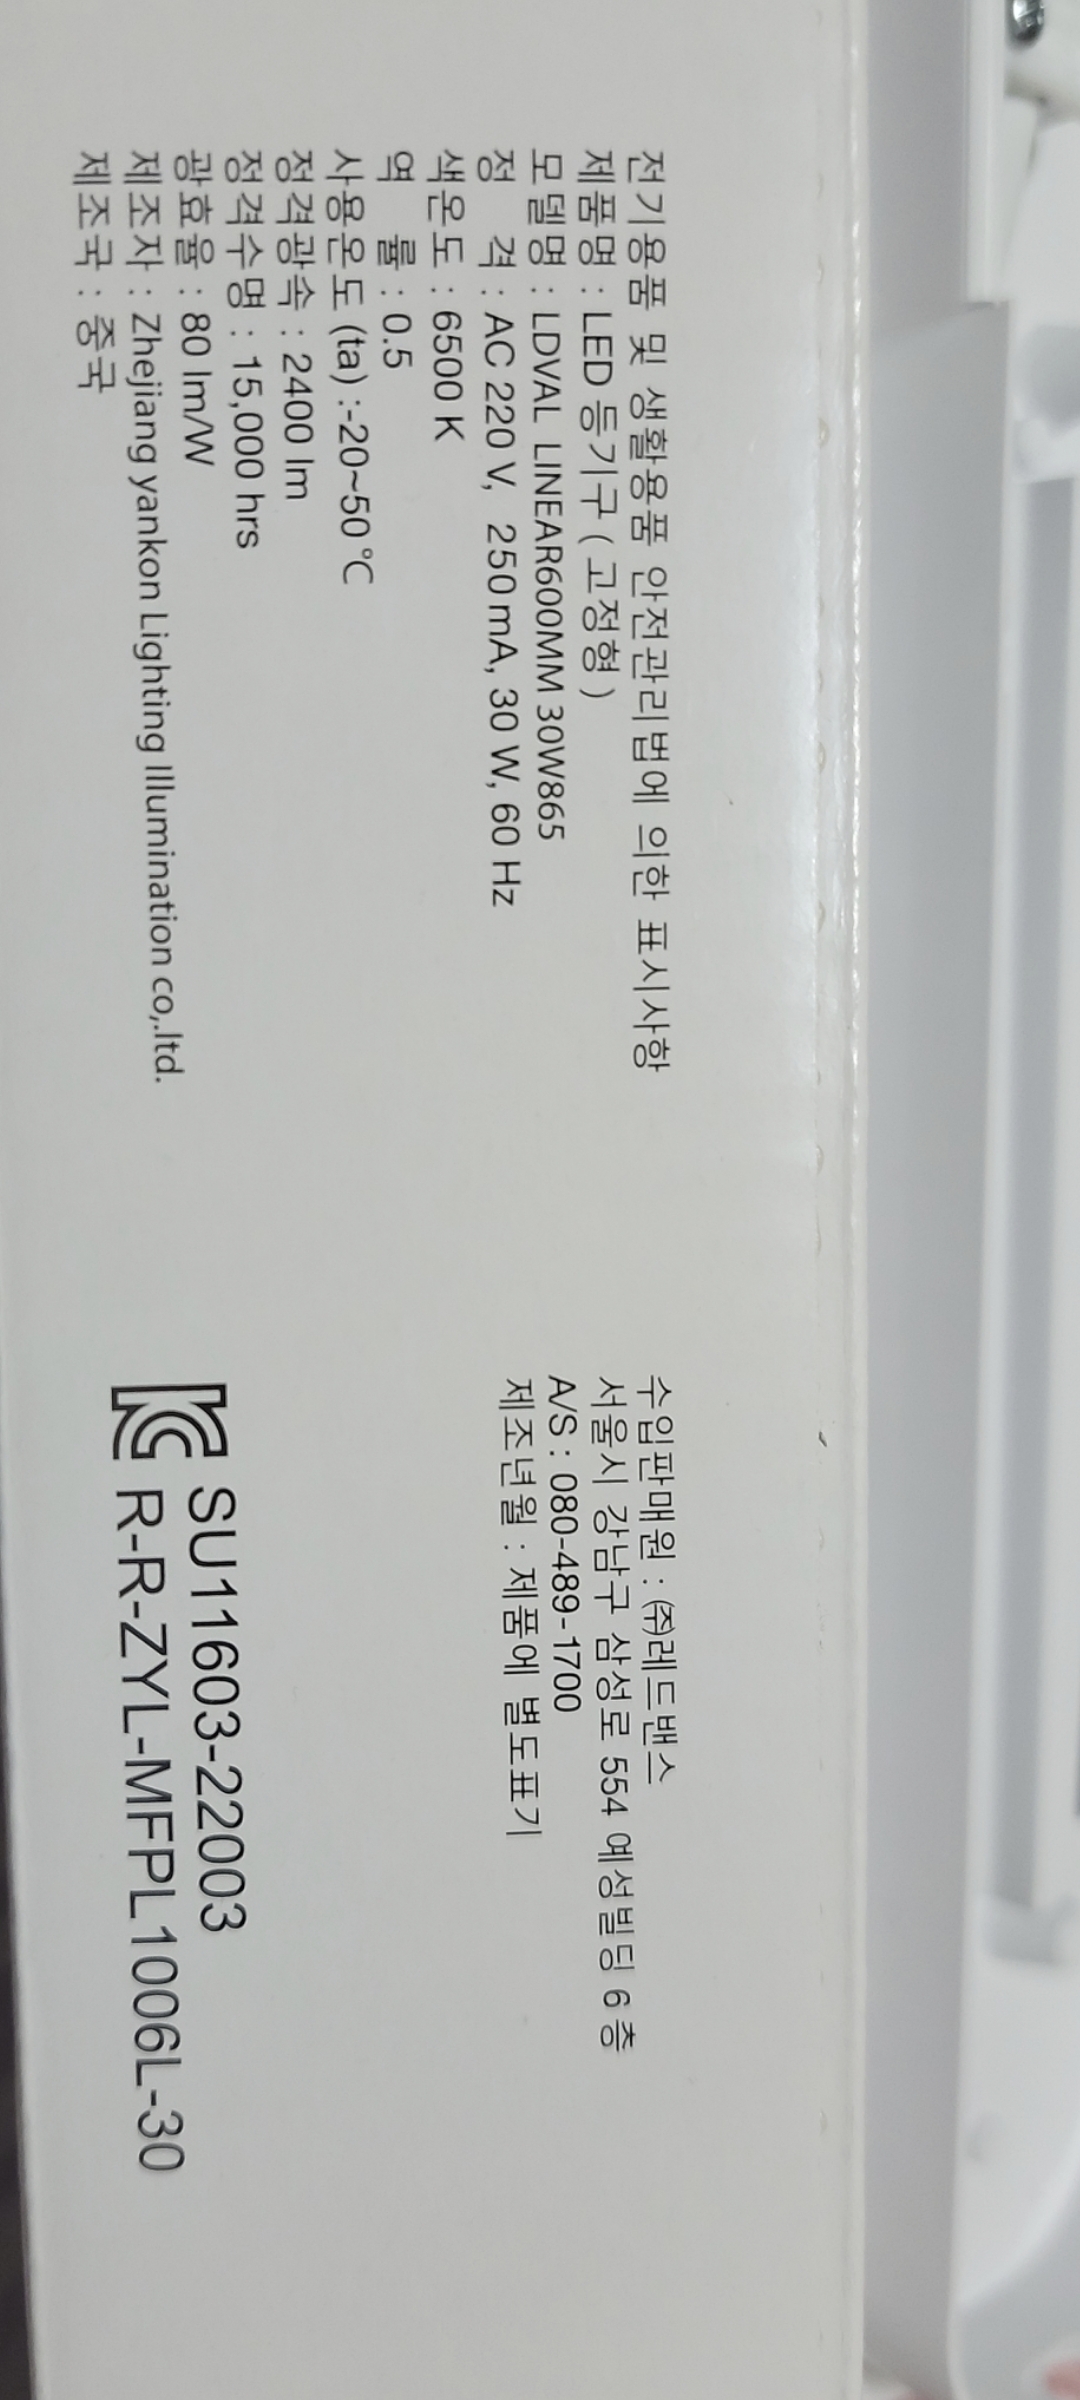 전기용품 및 생활용품 안전관리법에 의한 표시사항
제품명 : LED 등기구 ( 고정형 )
모델명 : LDVAL LINEAR600MM 30W865
정 격 : AC 220 V, 250 mA, 30 W, 60 Hz
색온도 : 6500 K
역 률 : 0.5
사용온도 (ta) :-20~50 ℃
정격광속 : 2400 lm
정격수명 : 15,000 hrs
광효율 : 80 lm/W
제조자 : Zhejiang yankon Lighting Illumination co,.ltd.
제조국 : 중국
수입판매원 : ㈜레드밴스
서울시 강남구 삼성로 554 예성빌딩 6 층
A/S : 080-489-1700
제조년월 : 제품에 별도표기
SU11603-22003
R-R-ZYL-MFPL1006L-30